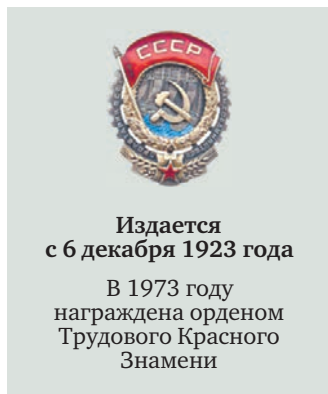 СССР
Издается
с 6 декабря 1923 года
В 1973 году
награждена орденом
Трудового Красного
Знамени